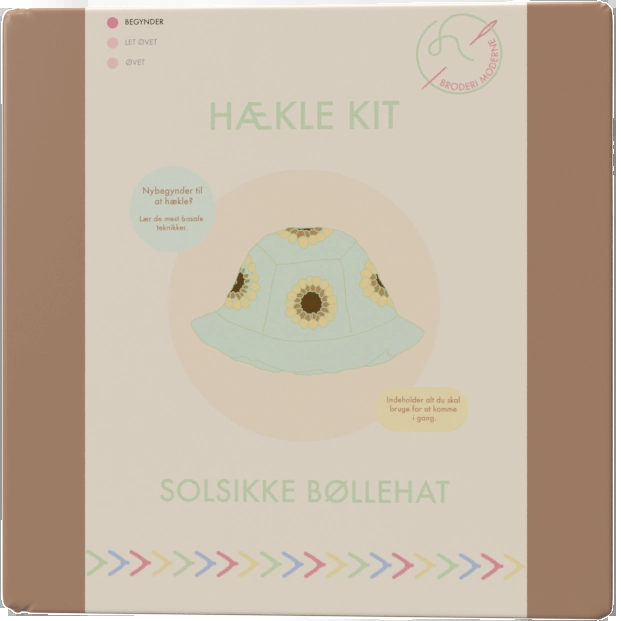 BEGYNDER
LET ØVET
ØVET
BRODERI MODERNE
HÆKLE KIT
Nybegynder til
at hækle?
Lær de mest basale
teknikker.
Indeholder alt du skal
bruge for at komme
i gang.
SOLSIKKE BØLLEHAT